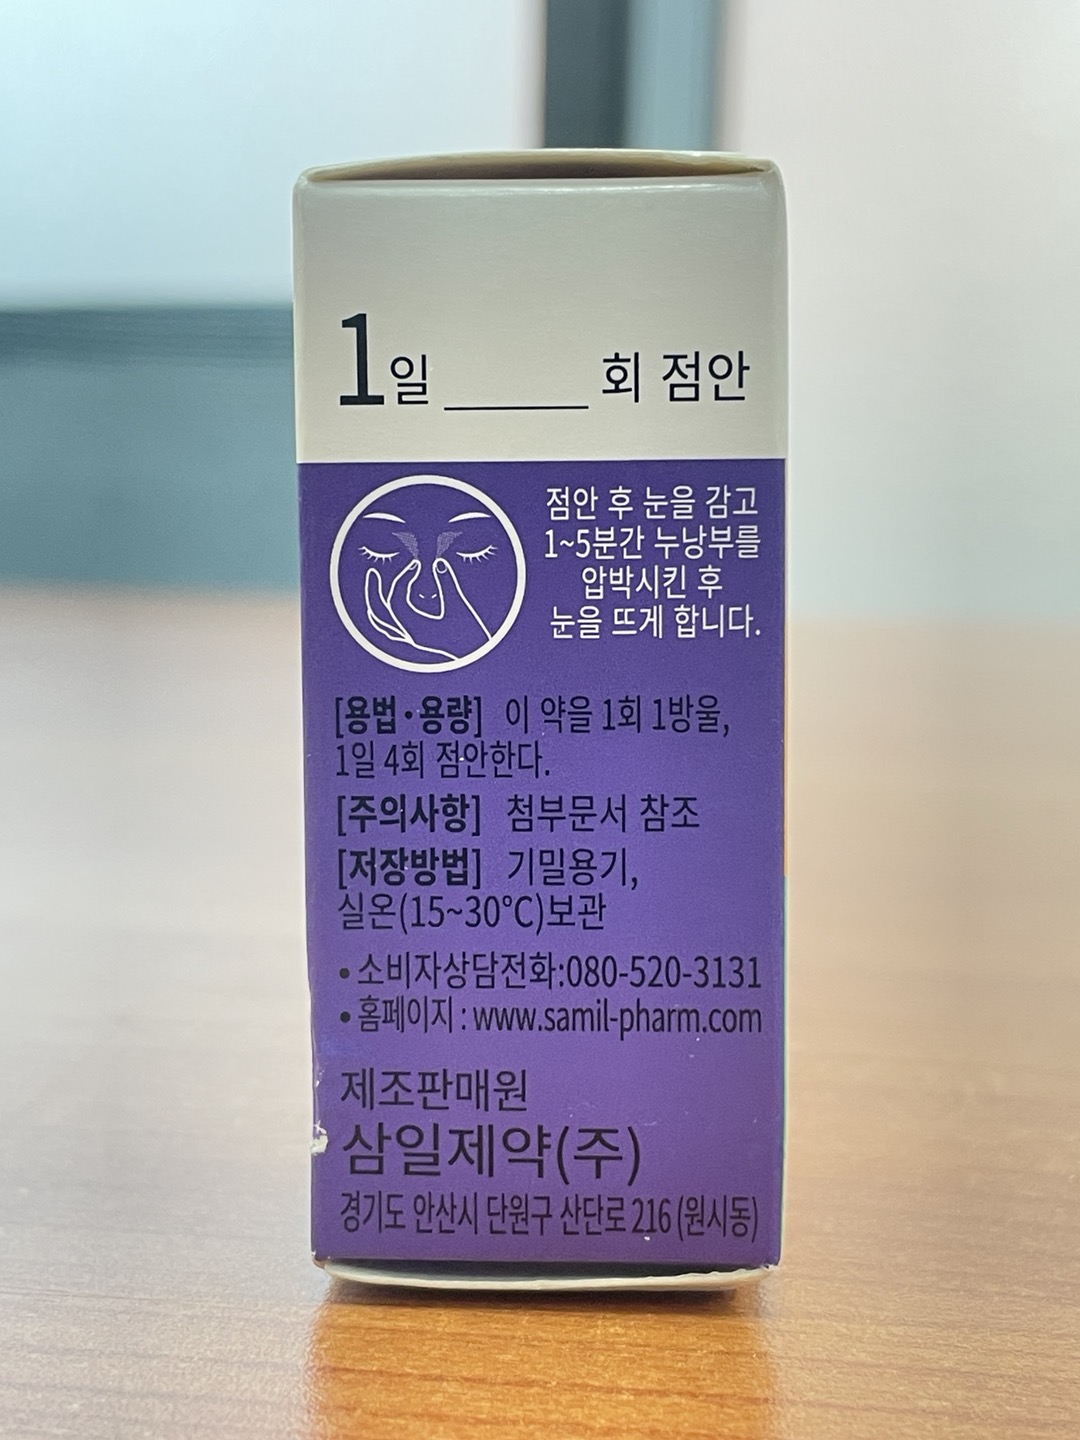 1일 _____ 회 점안
점안 후 눈을 감고
1~5분간 누낭부를
압박시킨 후
눈을 뜨게 합니다.
[용법·용량] 이 약을 1회 1방울,
1일 4회 점안한다.
[주의사항] 첨부문서 참조
[저장방법] 기밀용기,
실온(15~30°C)보관
• 소비자상담전화:080-520-3131
• 홈페이지 : www.samil-pharm.com
제조판매원
삼일제약(주)
경기도 안산시 단원구 산단로 216 (원시동)